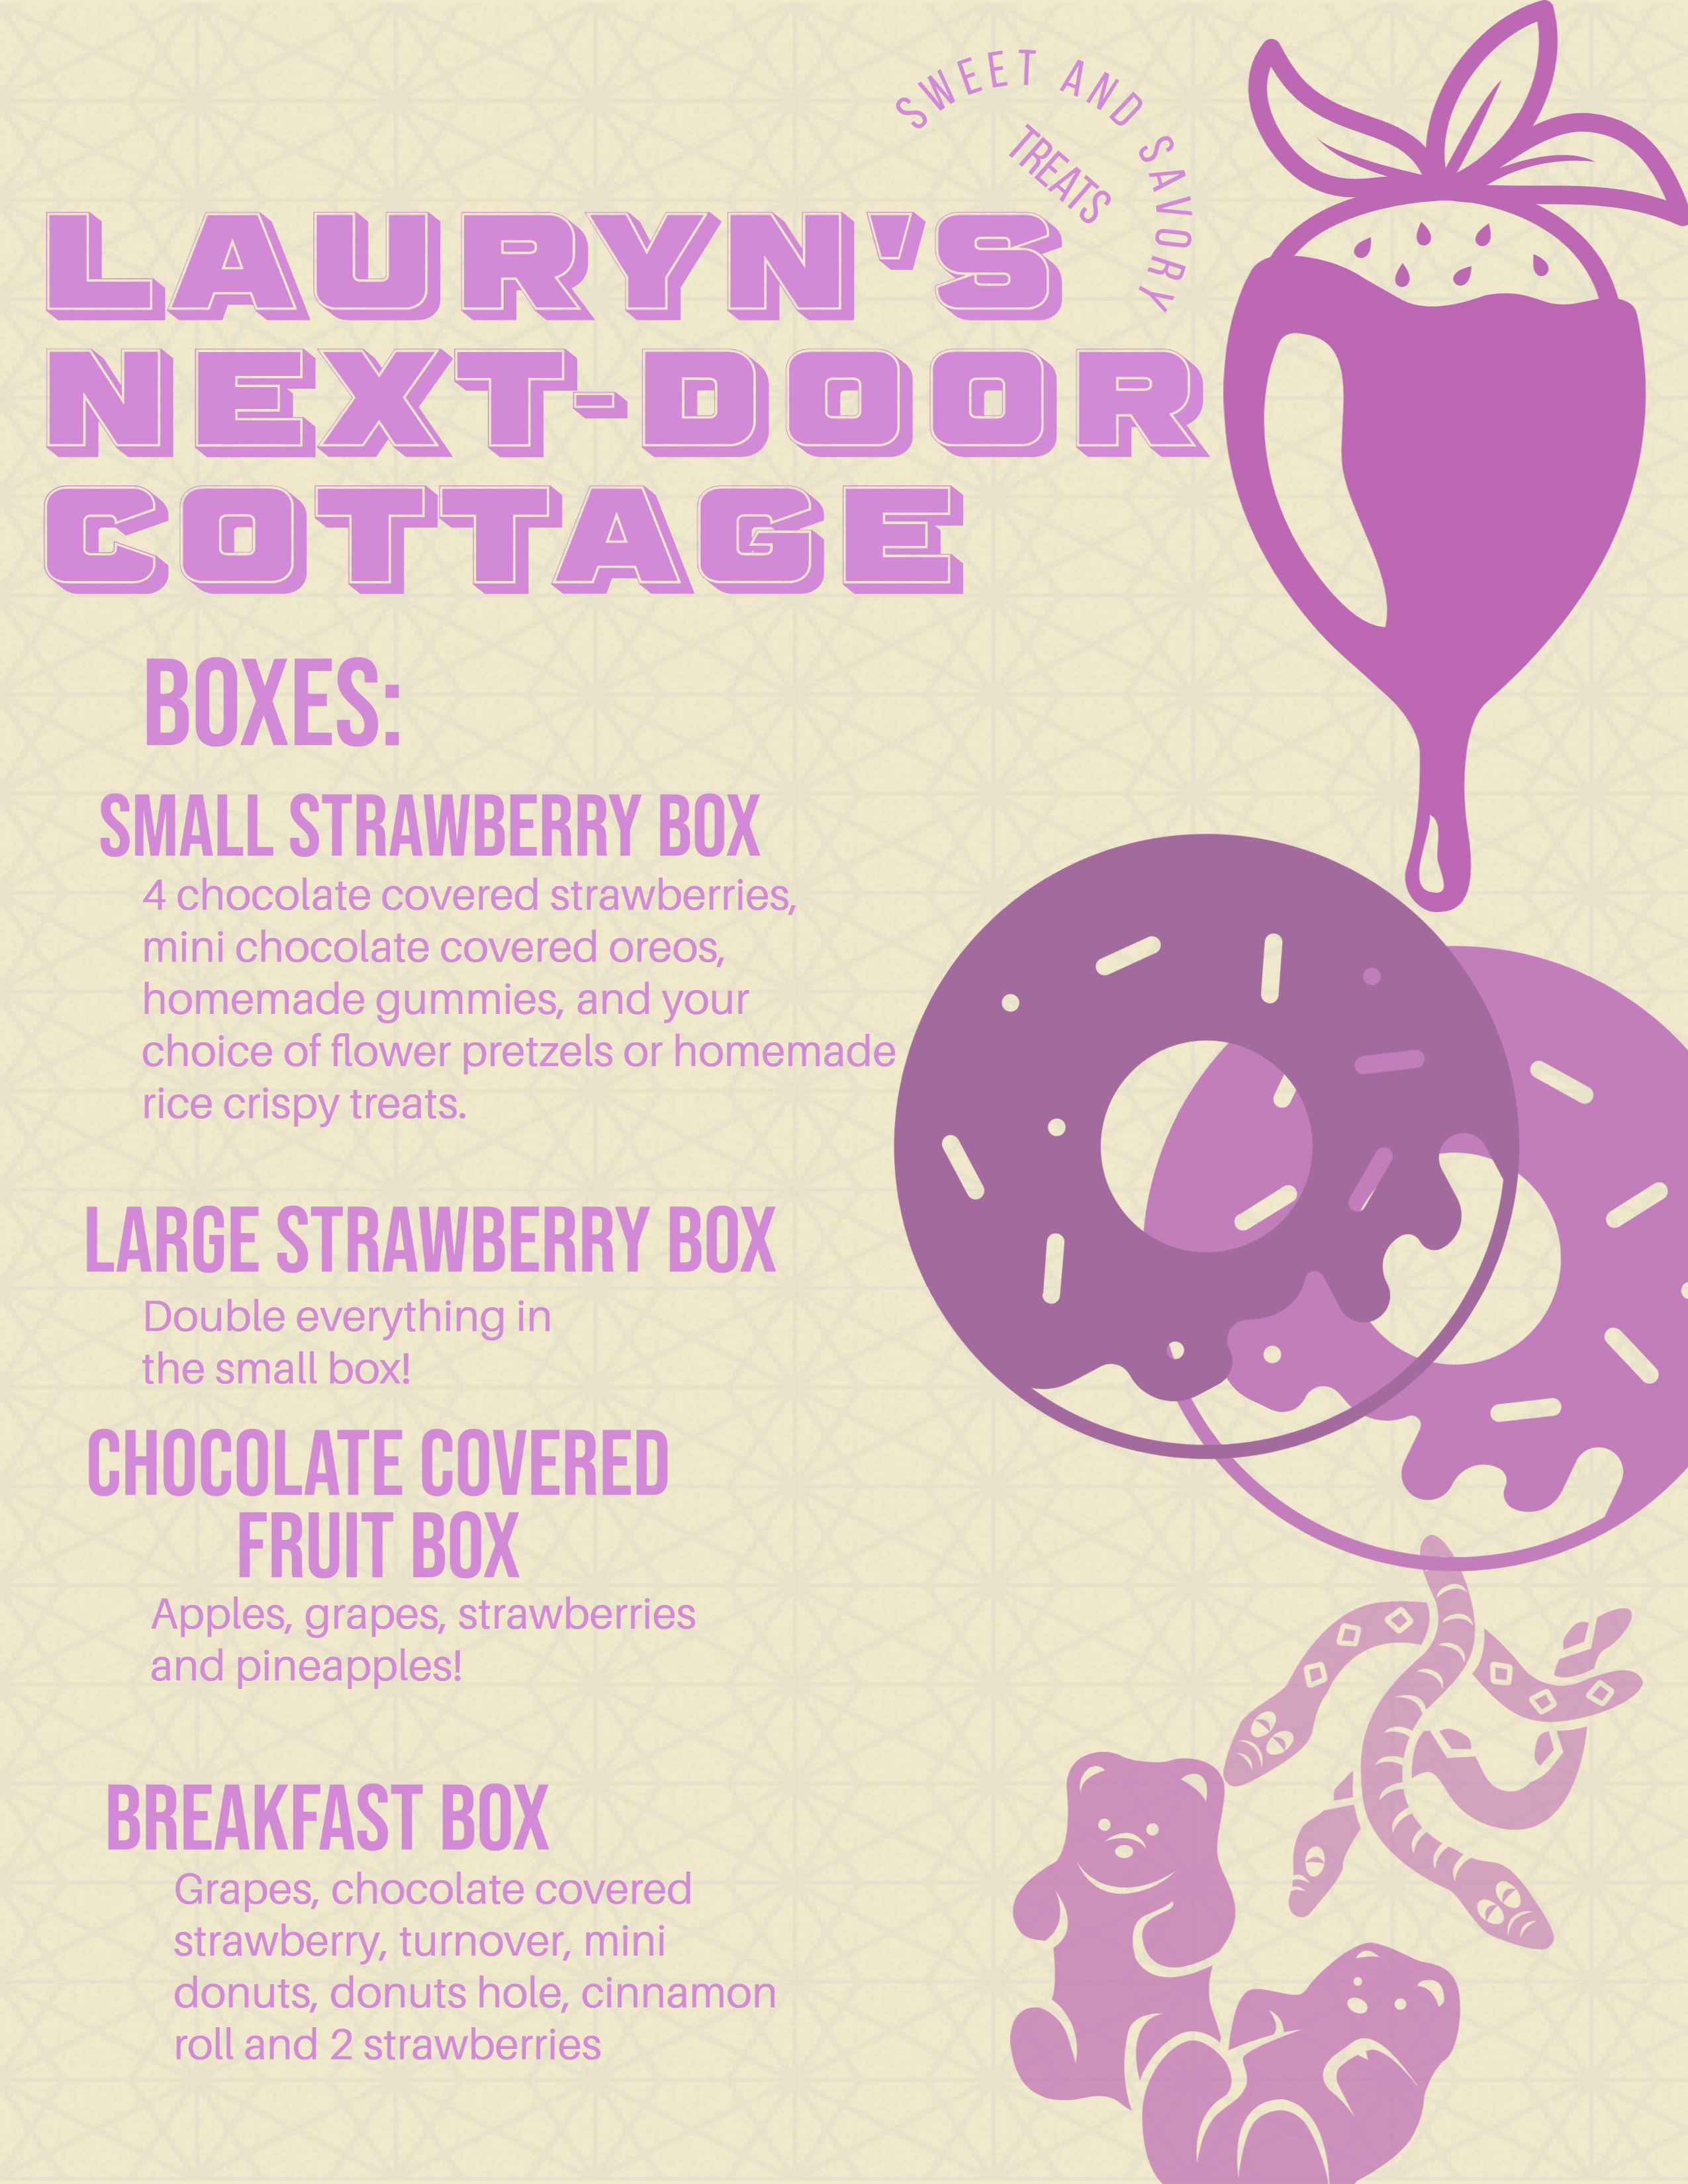 SWEET AND SAVORY
TREATS
LAURYN'S
NEXT-DOOR
COTTAGE
BOXES:
SMALL STRAWBERRY BOX
4 chocolate covered strawberries,
mini chocolate covered oreos,
homemade gummies, and your
choice of flower pretzels or homemade
rice crispy treats.
LARGE STRAWBERRY BOX
Double everything in
the small box!
CHOCOLATE COVERED
FRUIT BOX
Apples, grapes, strawberries
and pineapples!
BREAKFAST BOX
Grapes, chocolate covered
strawberry, turnover, mini
donuts, donuts hole, cinnamon
roll and 2 strawberries